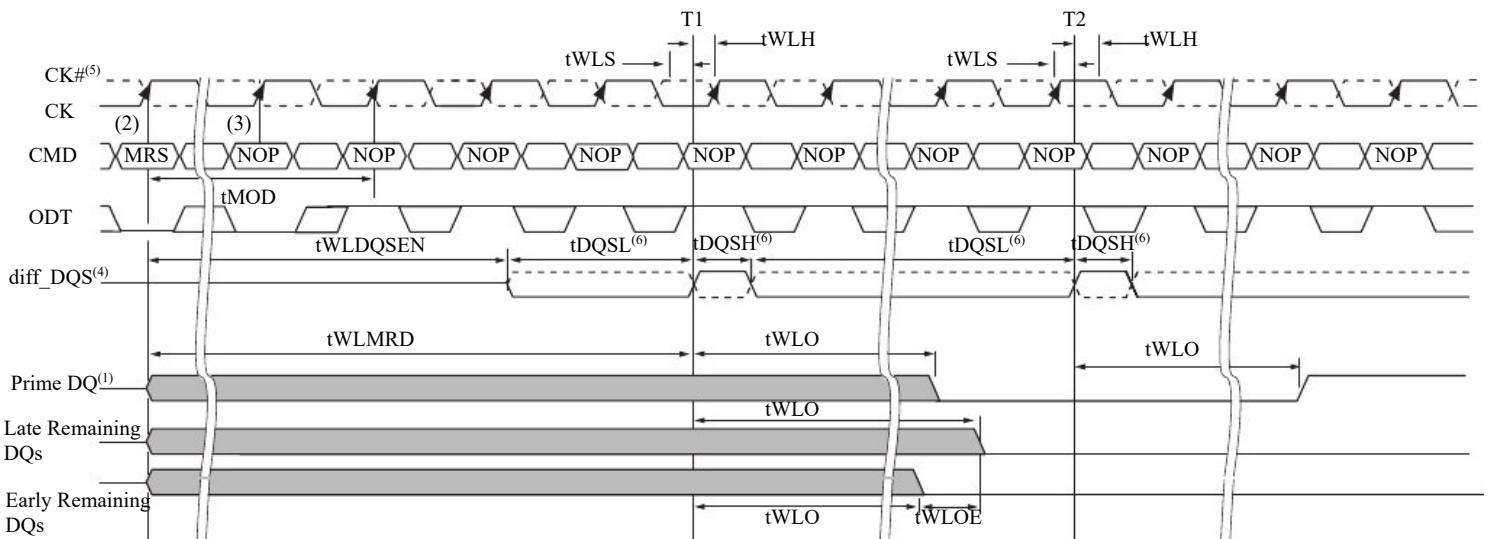 T1 T2
tWLS tWLH tWLS tWLH
CK#(5)
CK
(2) (3)
CMD MRS NOP NOP NOP NOP NOP NOP NOP NOP NOP NOP NOP
tMOD
ODT
tWLDQSEN tDQSL(6) tDQSH(6) tDQSL(6) tDQSH(6)
diff_DQS(4)
tWLMRD tWLO tWLO
Prime DQ(1)
tWLO
Late Remaining
DQs
Early Remaining
DQs
tWLO tWLOE